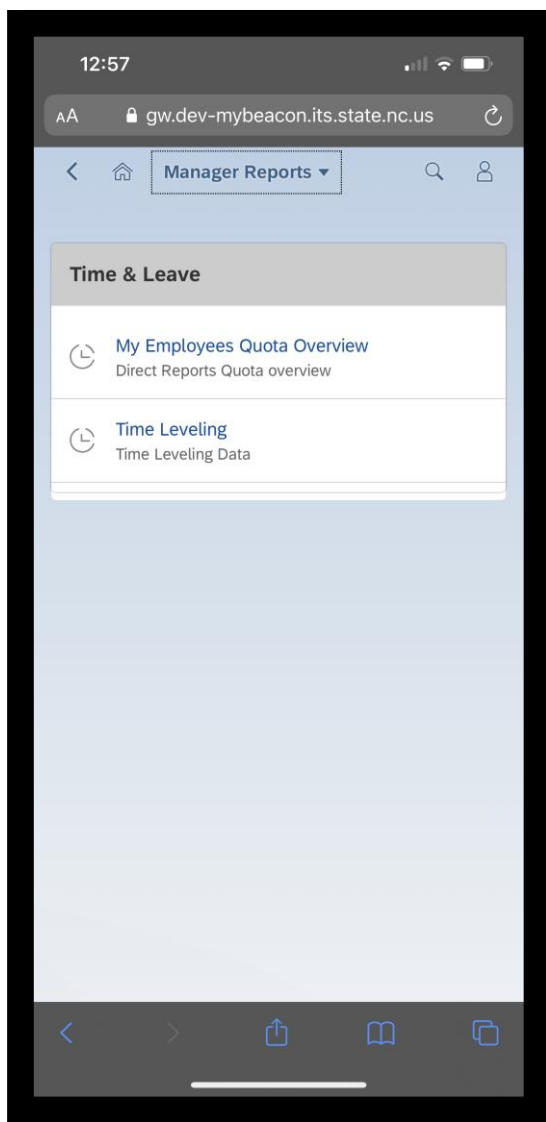 12:57
AA gw.dev-mybeacon.its.state.nc.us
Manager Reports
Time & Leave
My Employees Quota Overview
Direct Reports Quota overview
Time Leveling
Time Leveling Data